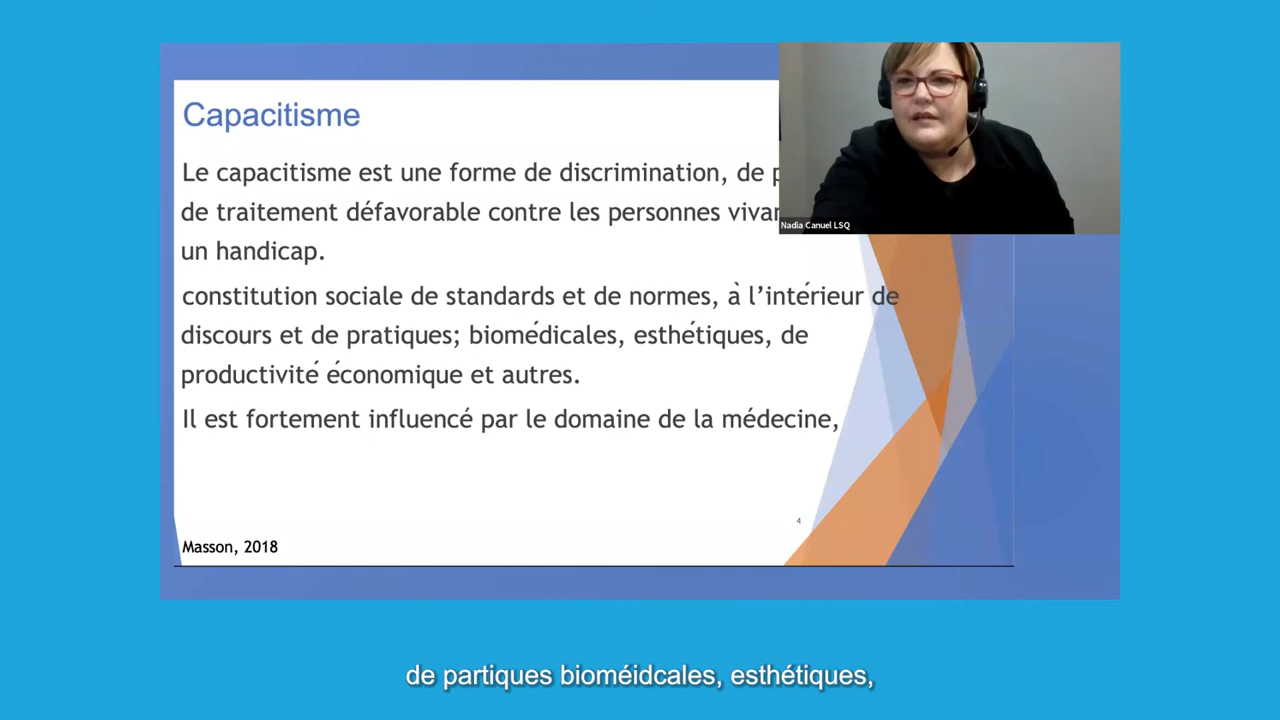 Capacitisme
Le capacitisme est une forme de discrimination, de
de traitement défavorable contre les personnes
un handicap.
constitution sociale de standards et de normes, à l’intérieur de
discours et de pratiques; biomédicales, esthétiques, de
productivité économique et autres.
Il est fortement influencé par le domaine de la médecine,
4
Masson, 2018
Nadia Canuel LSQ
de partiques bioméidcales, esthétiques,